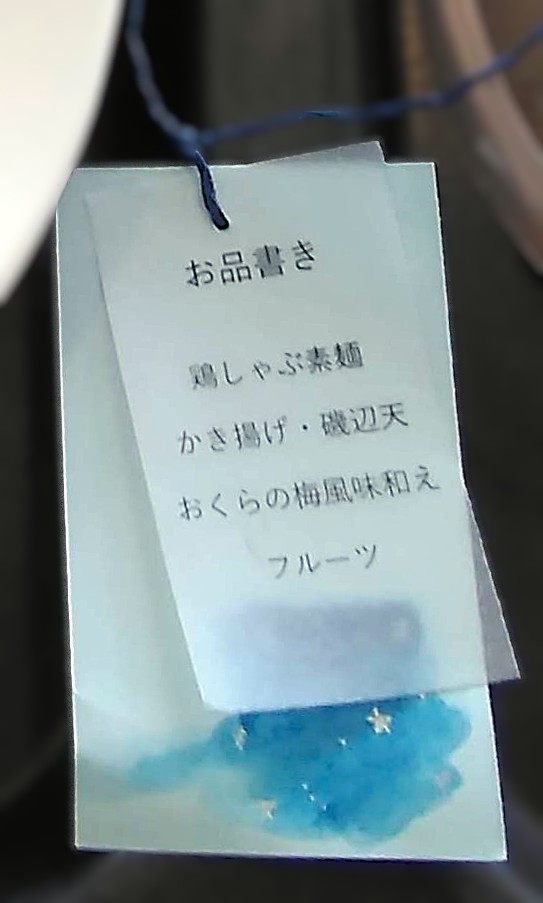 お品書き
鶏しゃぶ素麺
かき揚げ・磯辺天
おくらの梅風味和え
フルーツ